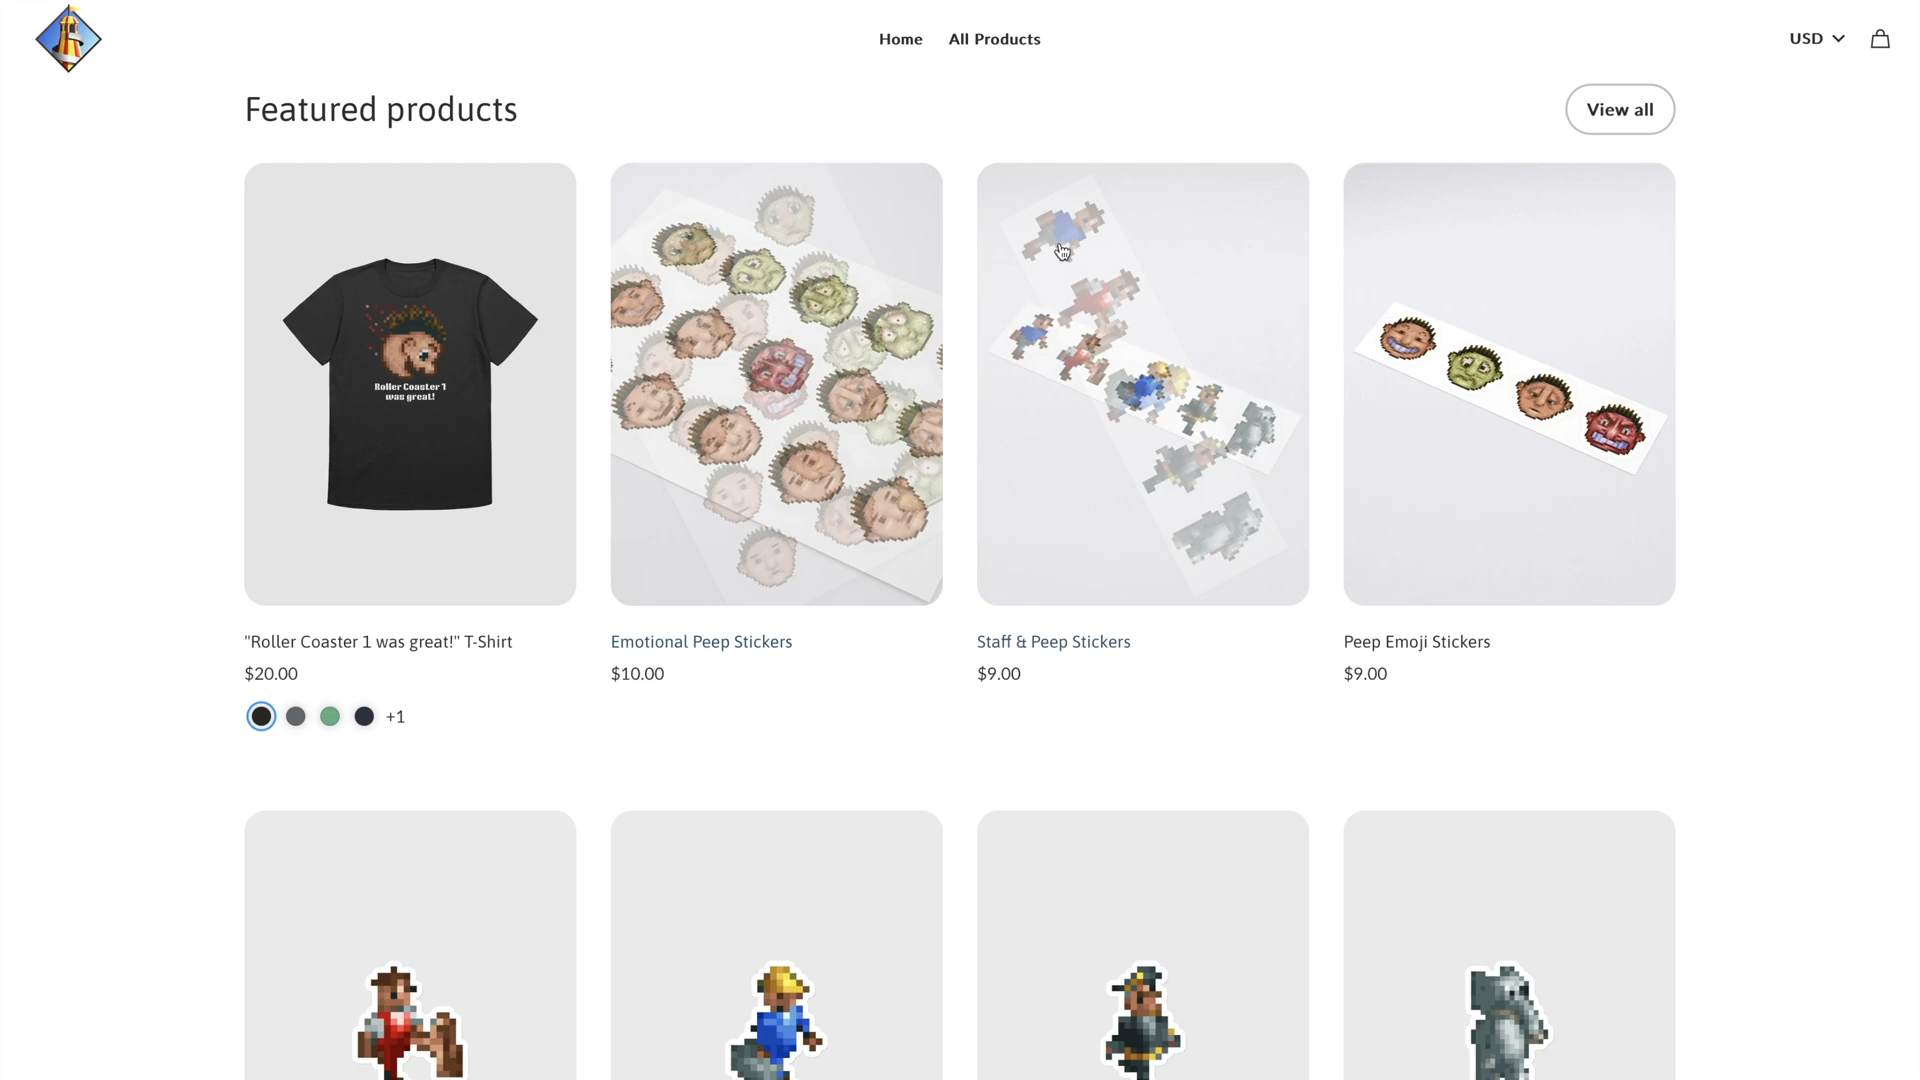 Home
All Products
USD
Featured products
View all
Roller Coaster 1
was great!
"Roller Coaster 1 was great!" T-Shirt
$20.00
+1
Emotional Peep Stickers
$10.00
Staff & Peep Stickers
$9.00
Peep Emoji Stickers
$9.00